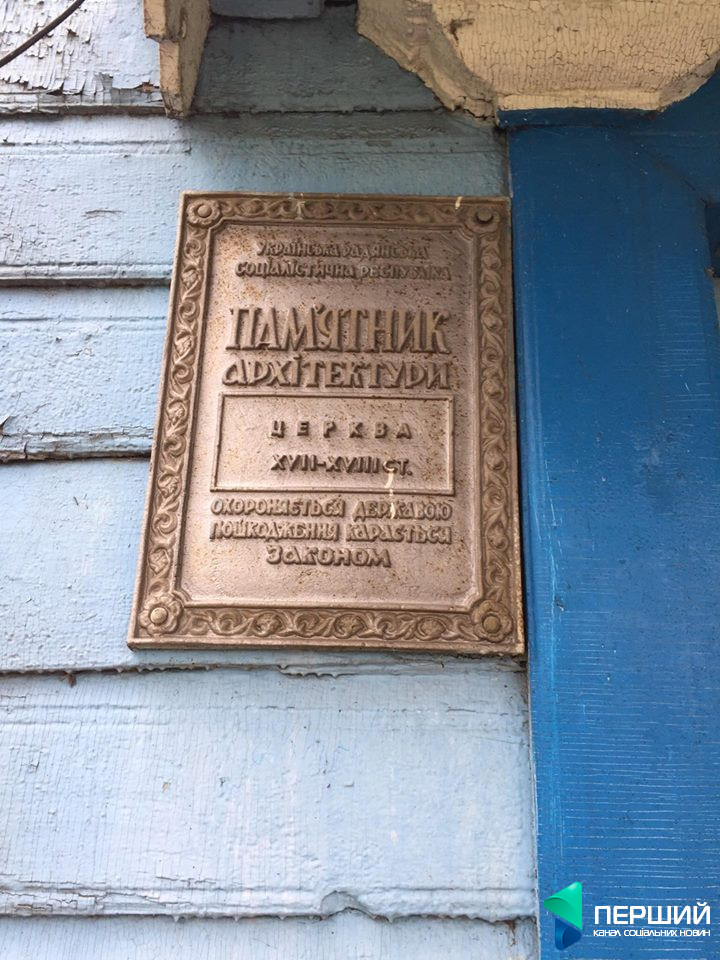 УКРАЇНСЬКА РАДЯНСЬКА
СОЦІАЛІСТИЧНА РЕСПУБЛІКА
ПАМ'ЯТНИК
АРХІТЕКТУРИ
ЦЕРКВА
XVII-XVIII СТ.
ОХОРОНЯЄТЬСЯ ДЕРЖАВОЮ
ПОШКОДЖЕННЯ КАРАЄТЬСЯ
ЗАКОНОМ
ПЕРШИЙ
КАНАЛ СОЦІАЛЬНИХ НОВИН